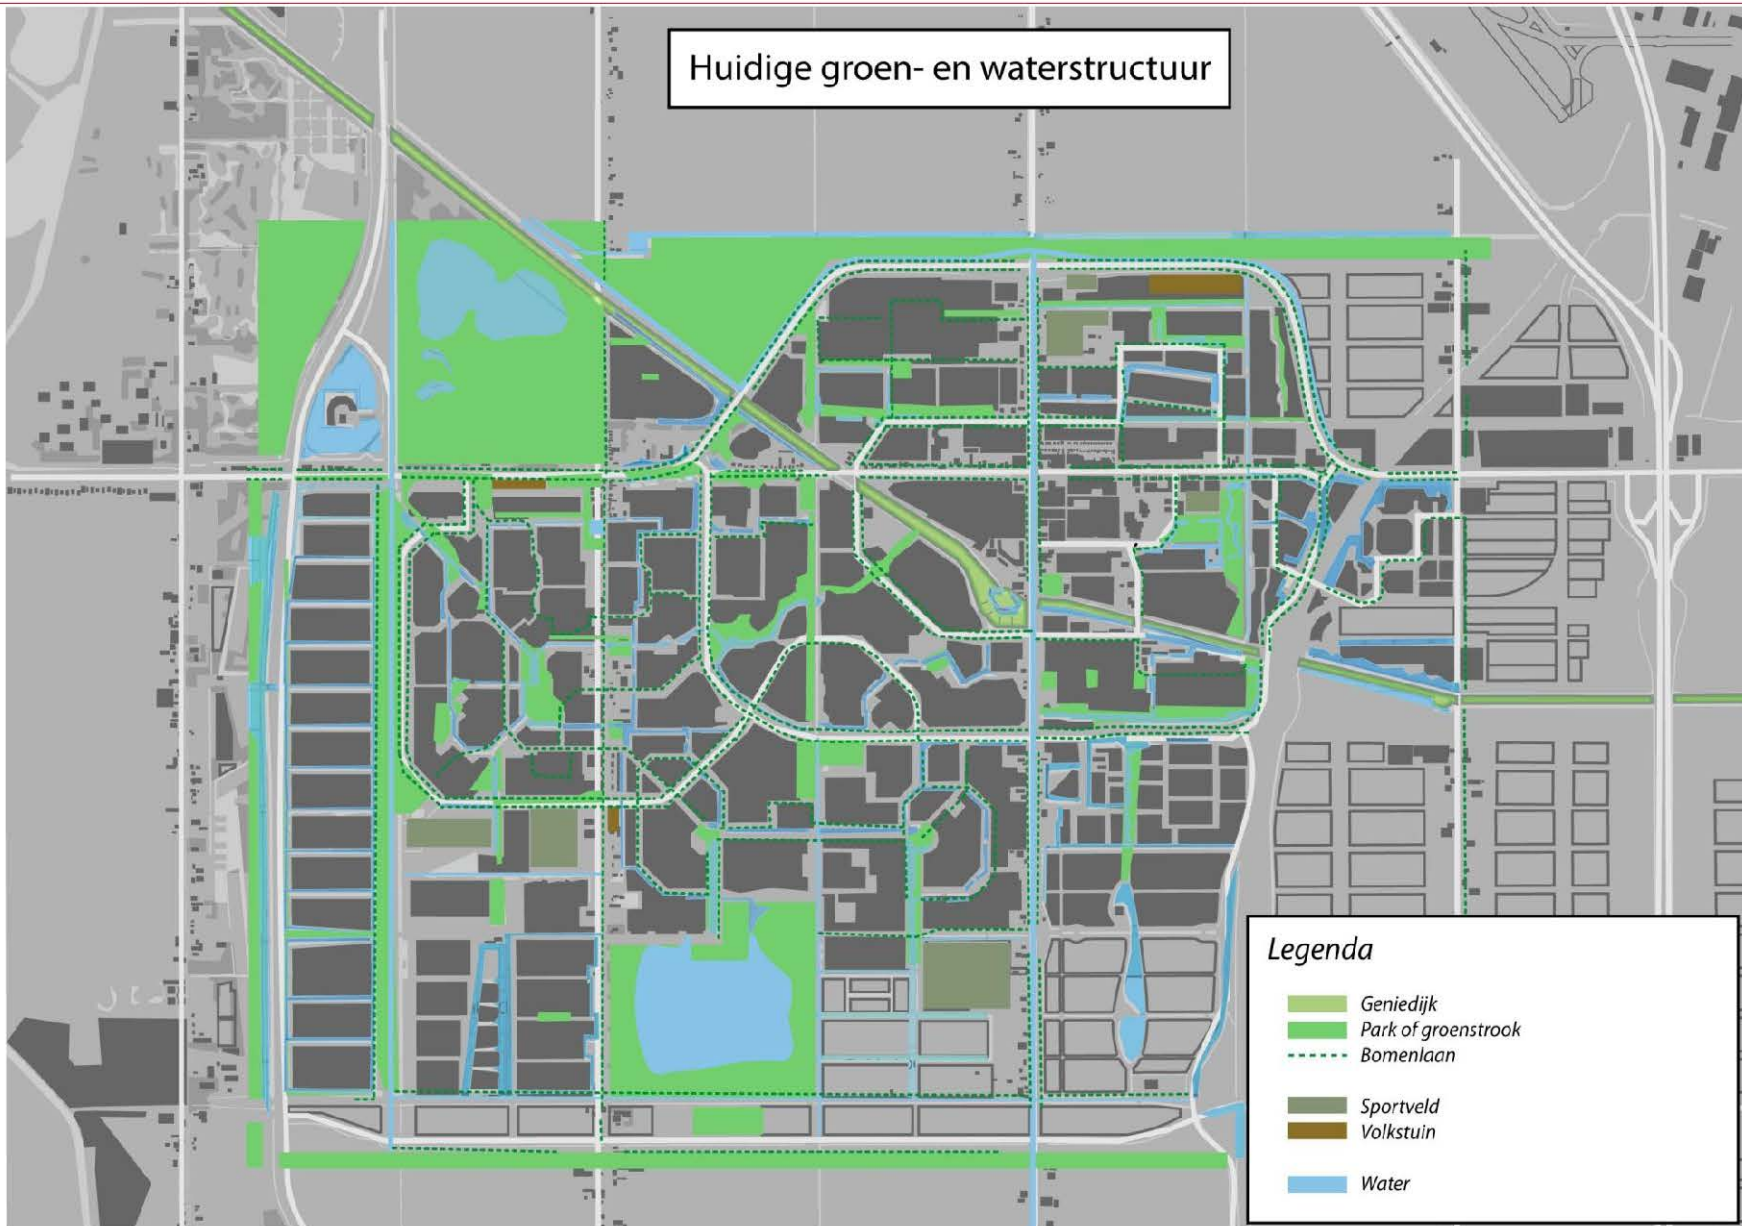 Huidige groen- en waterstructuur
Legenda
Geniedijk
Park of groenstrook
Bomenlaan
Sportveld
Volkstuin
Water